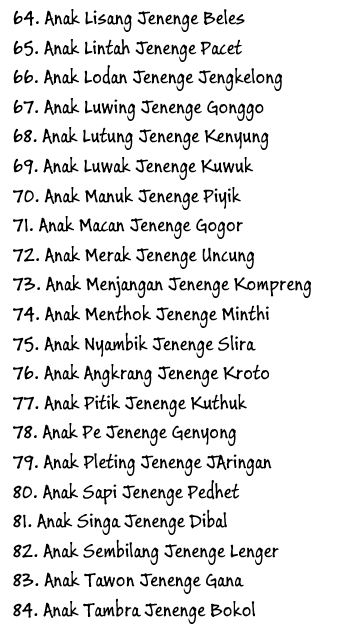 64. Anak Lisang Jenenge Beles
65. Anak Lintah Jenenge Pacet
66. Anak Lodan Jenenge Jengkelong
67. Anak Luwing Jenenge Gonggo
68. Anak Lutung Jenenge Kenyung
69. Anak Luwak Jenenge Kuwuk
70. Anak Manuk Jenenge Piyik
71. Anak Macan Jenenge Gogor
72. Anak Merak Jenenge Uncung
73. Anak Menjangan Jenenge Kompreng
74. Anak Menthok Jenenge Minthi
75. Anak Nyambik Jenenge Slira
76. Anak Angkrang Jenenge Kroto
77. Anak Pitik Jenenge Kuthuk
78. Anak Pe Jenenge Genyong
79. Anak Pleting Jenenge JAringan
80. Anak Sapi Jenenge Pedhet
81. Anak Singa Jenenge Dibal
82. Anak Sembilang Jenenge Lenger
83. Anak Tawon Jenenge Gana
84. Anak Tambra Jenenge Bokol